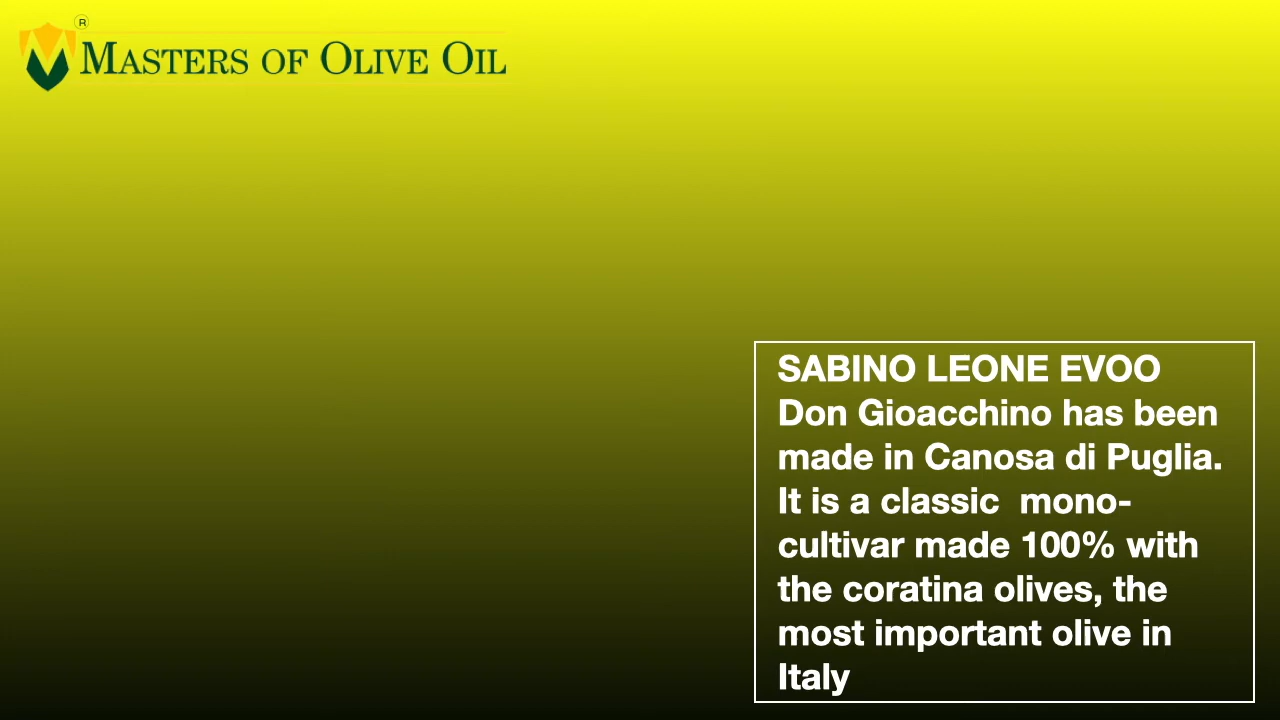 ®
MASTERS OF OLIVE OIL
SABINO LEONE EVOO
Don Gioacchino has been
made in Canosa di Puglia.
It is a classic  mono-
cultivar made 100% with
the coratina olives, the
most important olive in
Italy